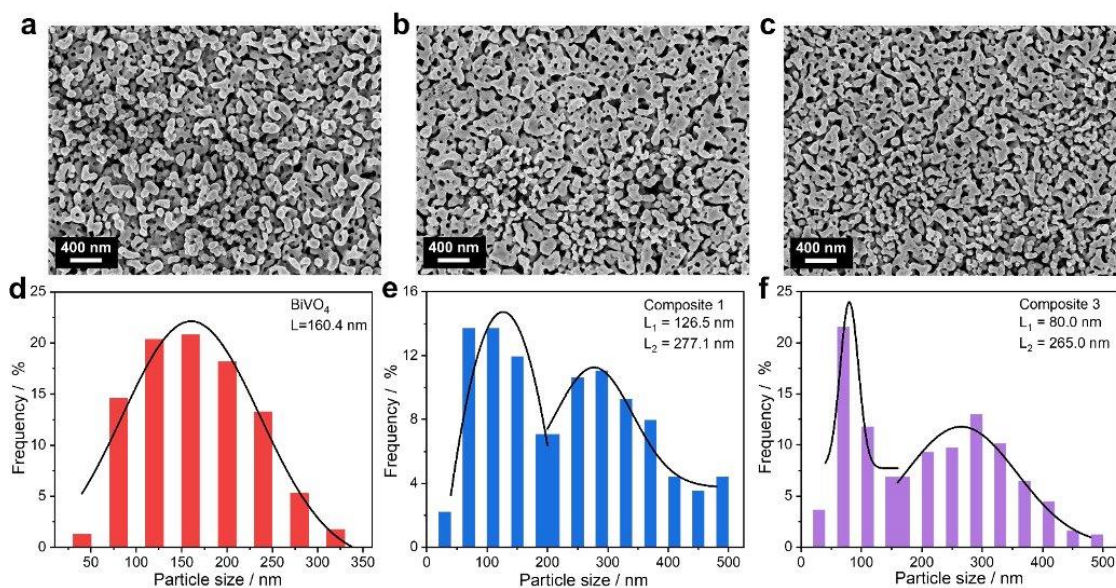 a
b
c
400 nm
400 nm
400 nm
d
25
20
15
10
5
0
Frequency / %
BiVO₄
L=160.4 nm
50
100
150
200
250
300
350
Particle size / nm
e
16
12
8
4
0
Frequency / %
Composite 1
L₁ = 126.5 nm
L₂ = 277.1 nm
0
100
200
300
400
500
Particle size / nm
f
25
20
15
10
5
0
Frequency / %
Composite 3
L₁ = 80.0 nm
L₂ = 265.0 nm
0
100
200
300
400
500
Particle size / nm